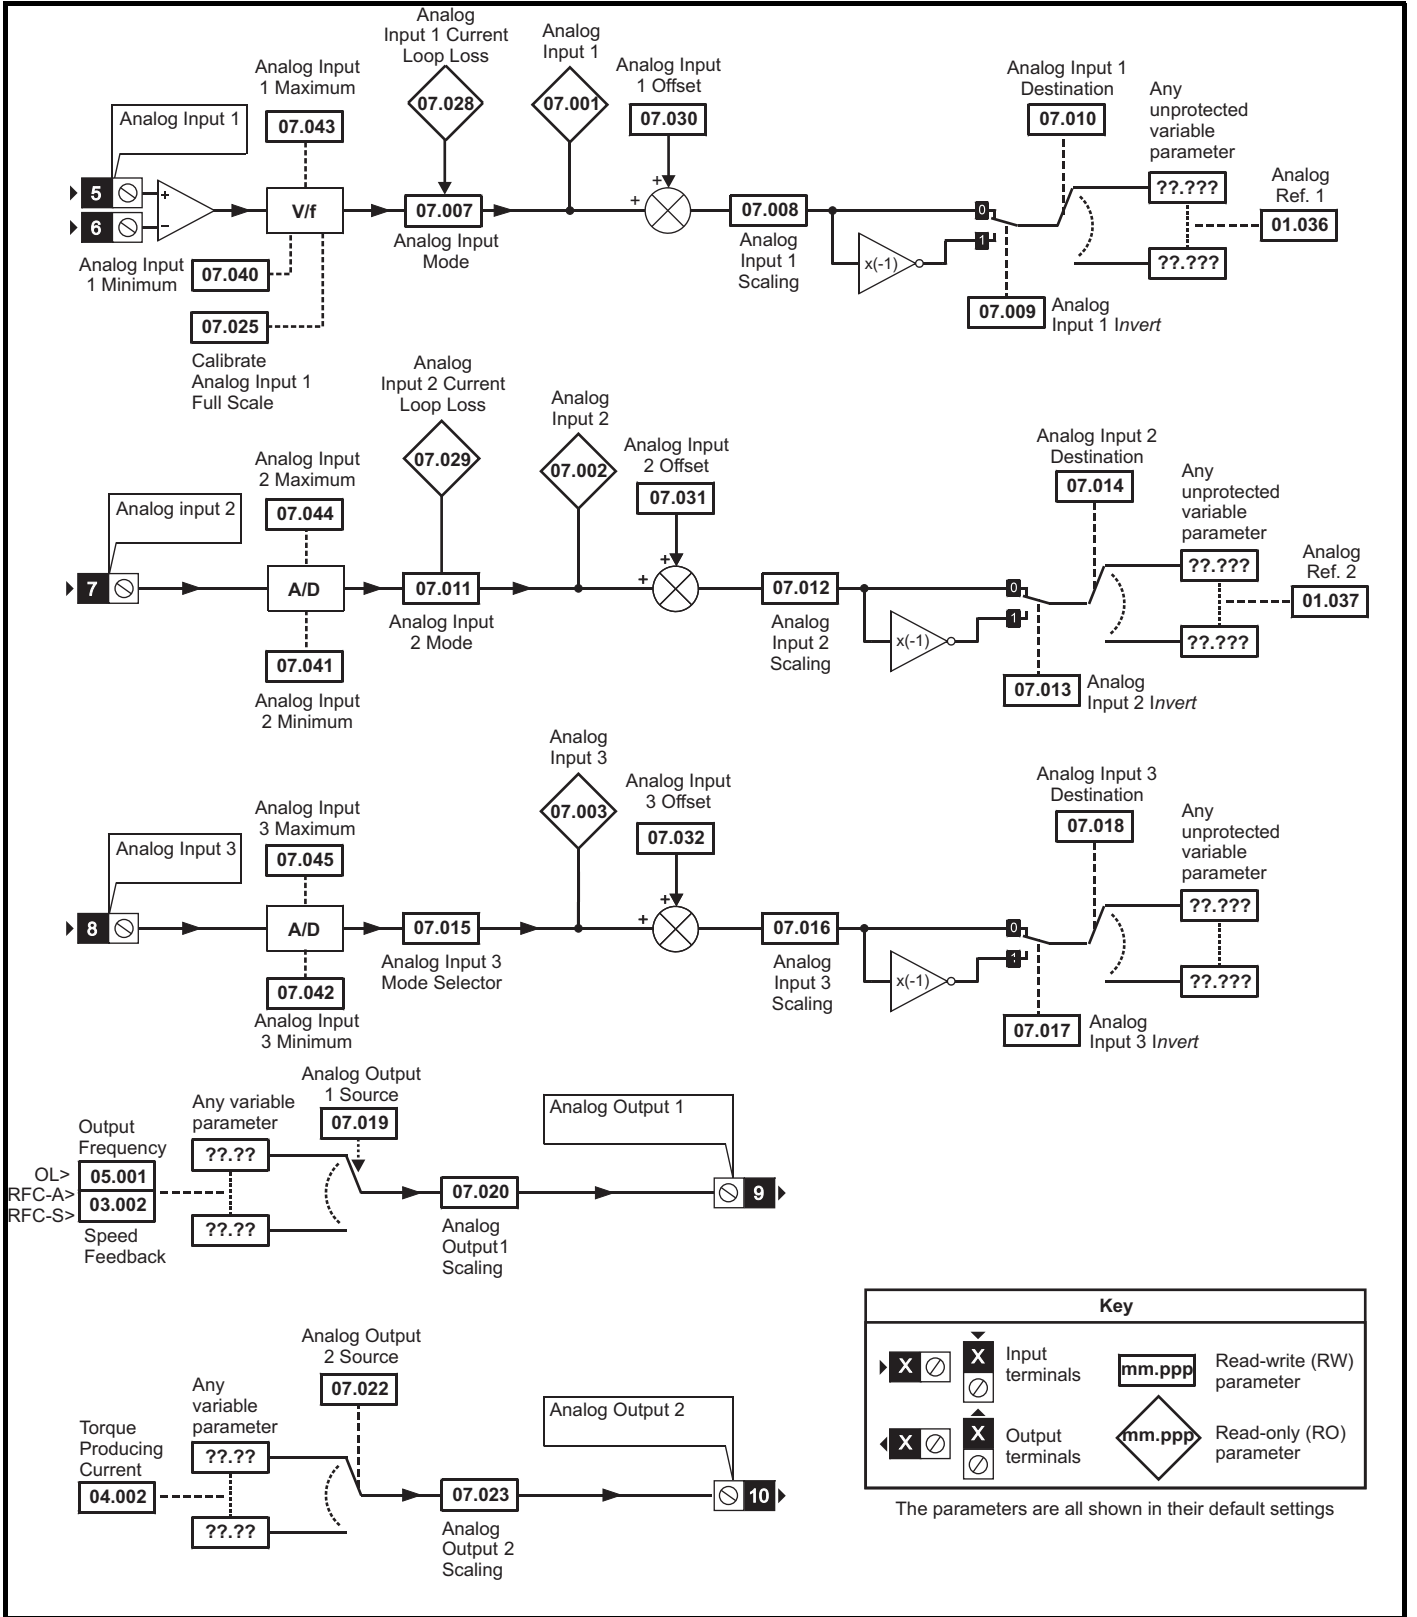 Analog
Input 1 Current
Loop Loss
07.028
Analog
Input 1
07.001
Analog Input
1 Maximum
07.043
Analog Input
1 Offset
07.030
Analog Input 1
Destination
07.010
Any
unprotected
variable
parameter
??.???
??.???
Analog
Ref. 1
01.036
Analog Input 1
5
6
+
−
V/f
07.007
Analog Input
Mode
+
+
07.008
Analog
Input 1
Scaling
x(-1)
0
1
07.009
Analog
Input 1 Invert
Analog Input
1 Minimum
07.040
07.025
Calibrate
Analog Input 1
Full Scale
Analog
Input 2 Current
Loop Loss
07.029
Analog
Input 2
07.002
Analog Input
2 Maximum
07.044
Analog Input
2 Offset
07.031
Analog Input 2
Destination
07.014
Any
unprotected
variable
parameter
??.???
??.???
Analog
Ref. 2
01.037
Analog input 2
7
A/D
07.011
Analog Input
2 Mode
+
+
07.012
Analog
Input 2
Scaling
x(-1)
0
1
07.013
Analog
Input 2 Invert
07.041
Analog Input
2 Minimum
Analog
Input 3
07.003
Analog Input
3 Maximum
07.045
Analog Input
3 Offset
07.032
Analog Input 3
Destination
07.018
Any
unprotected
variable
parameter
??.???
??.???
Analog Input 3
8
A/D
07.015
Analog Input 3
Mode Selector
+
+
07.016
Analog
Input 3
Scaling
x(-1)
0
1
07.017
Analog
Input 3 Invert
07.042
Analog Input
3 Minimum
Analog Output
1 Source
07.019
Any variable
parameter
??.??
??.??
Output
Frequency
OL>
05.001
RFC-A>
03.002
RFC-S>
Speed
Feedback
07.020
Analog
Output1
Scaling
Analog Output 1
9
Analog Output
2 Source
07.022
Any
variable
parameter
??.??
??.??
Torque
Producing
Current
04.002
07.023
Analog
Output 2
Scaling
Analog Output 2
10
Key
X
X
Input
terminals
mm.ppp
Read-write (RW)
parameter
X
X
Output
terminals
mm.ppp
Read-only (RO)
parameter
The parameters are all shown in their default settings